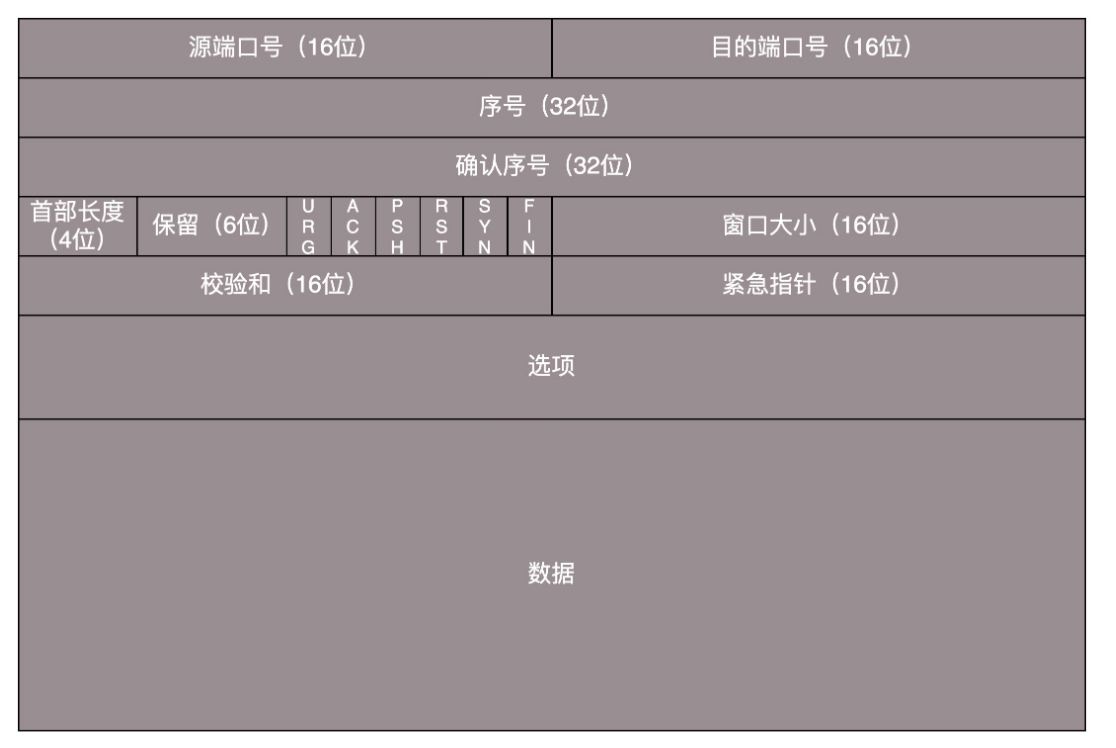 源端口号（16位）
目的端口号（16位）
序号（32位）
确认序号（32位）
首部长度
（4位）
保留（6位）
URG
ACK
PSH
RST
SYN
FIN
窗口大小（16位）
校验和（16位）
紧急指针（16位）
选项
数据